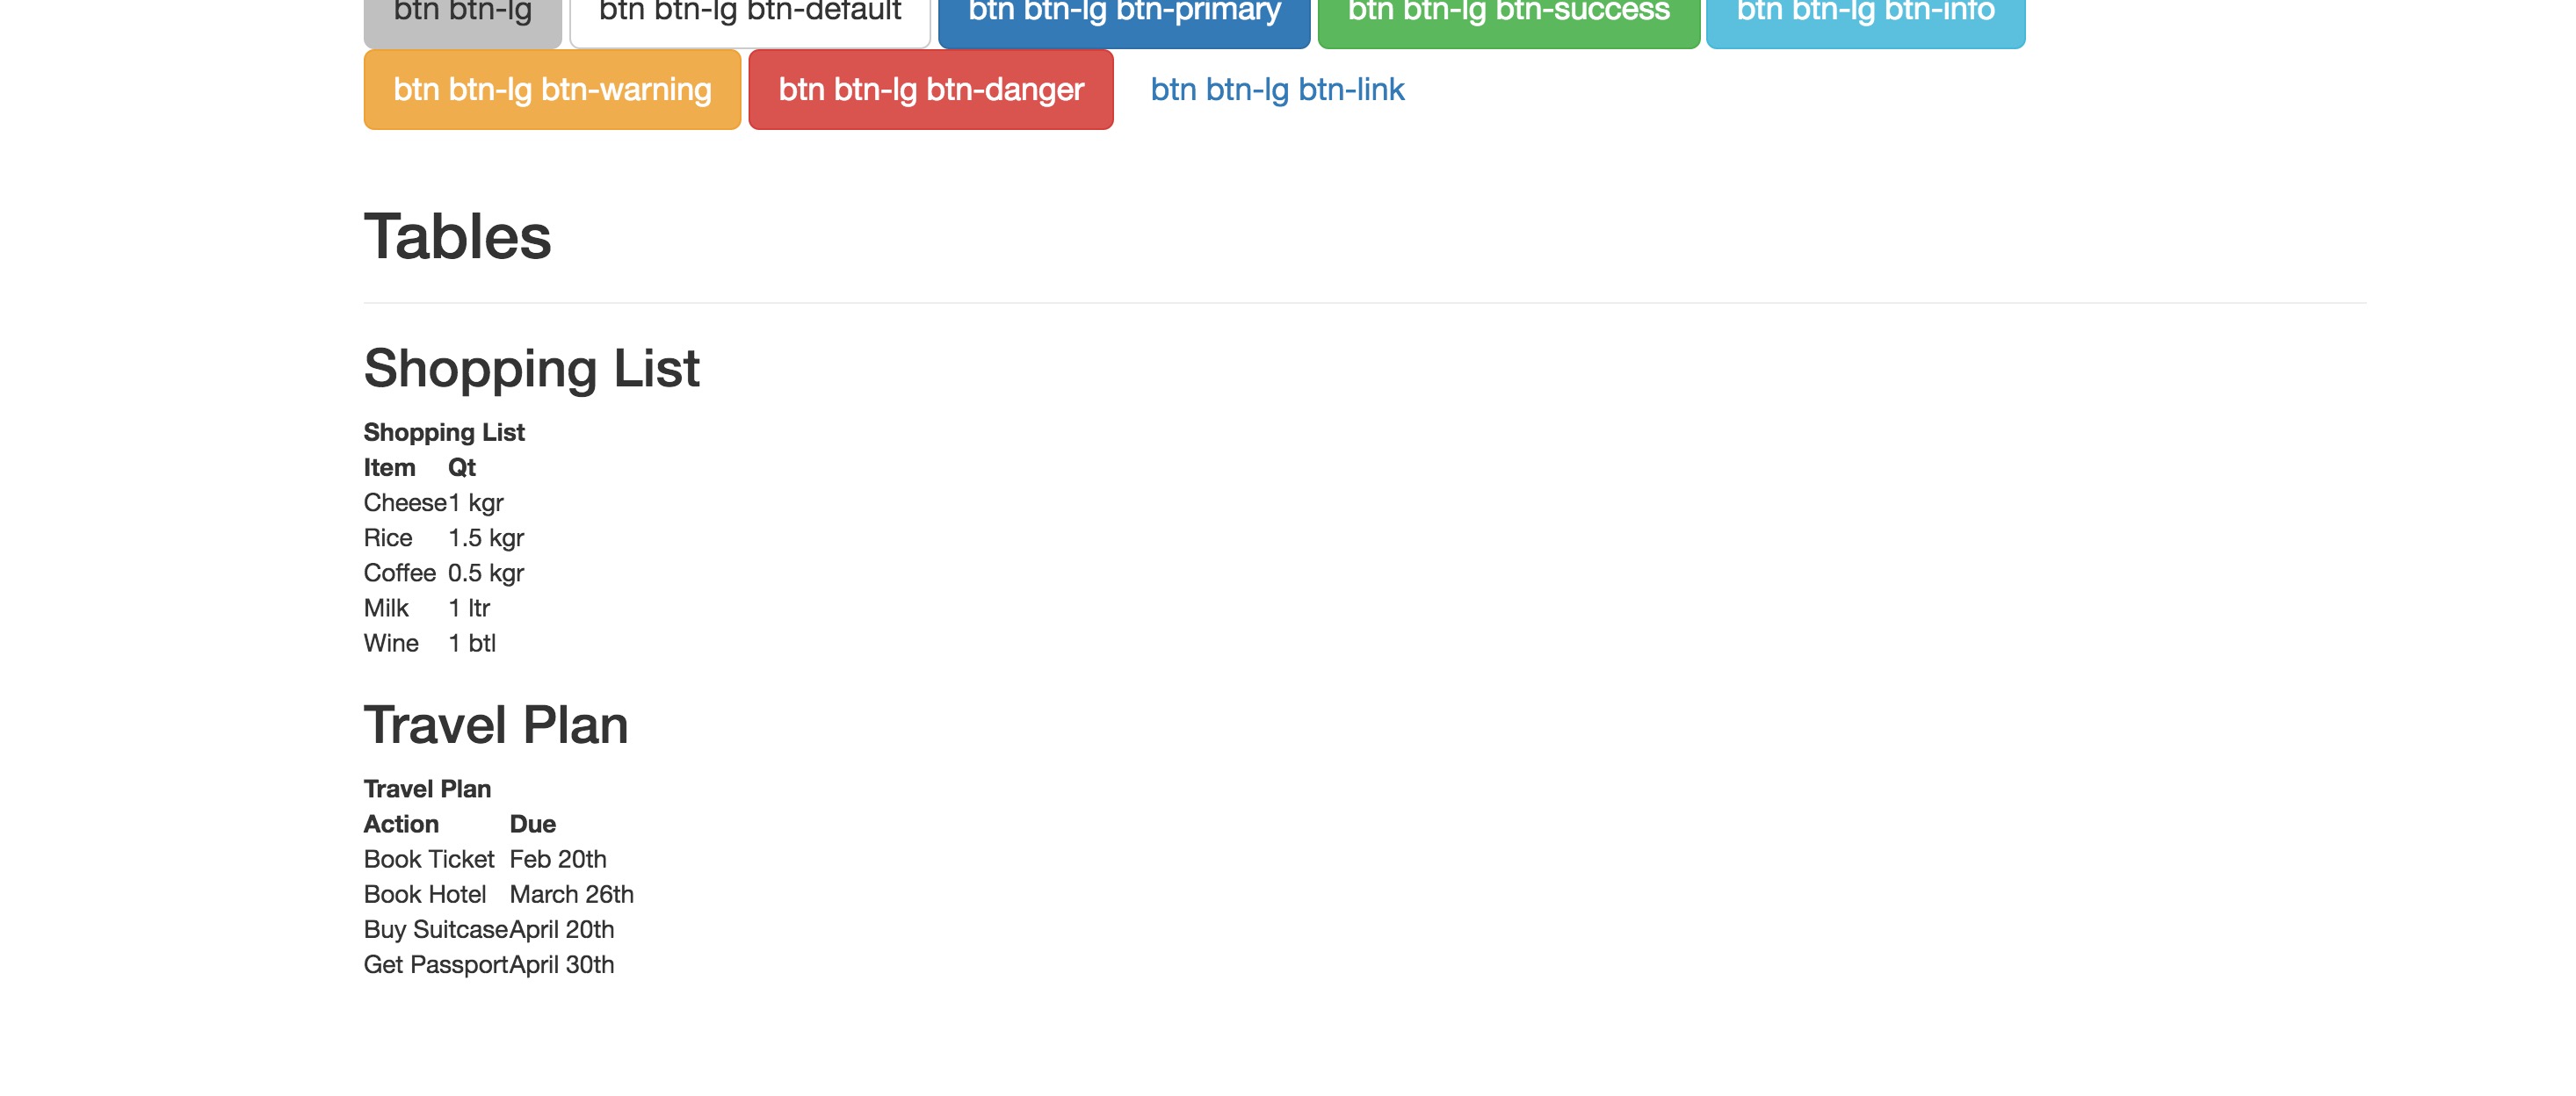 btn btn-lg btn btn-lg btn-default btn btn-lg btn-primary btn btn-lg btn-success btn btn-lg btn-info
btn btn-lg btn-warning btn btn-lg btn-danger btn btn-lg btn-link
Tables
Shopping List
Shopping List
Item Qt
Cheese 1 kgr
Rice 1.5 kgr
Coffee 0.5 kgr
Milk 1 ltr
Wine 1 btl
Travel Plan
Travel Plan
Action Due
Book Ticket Feb 20th
Book Hotel March 26th
Buy Suitcase April 20th
Get Passport April 30th